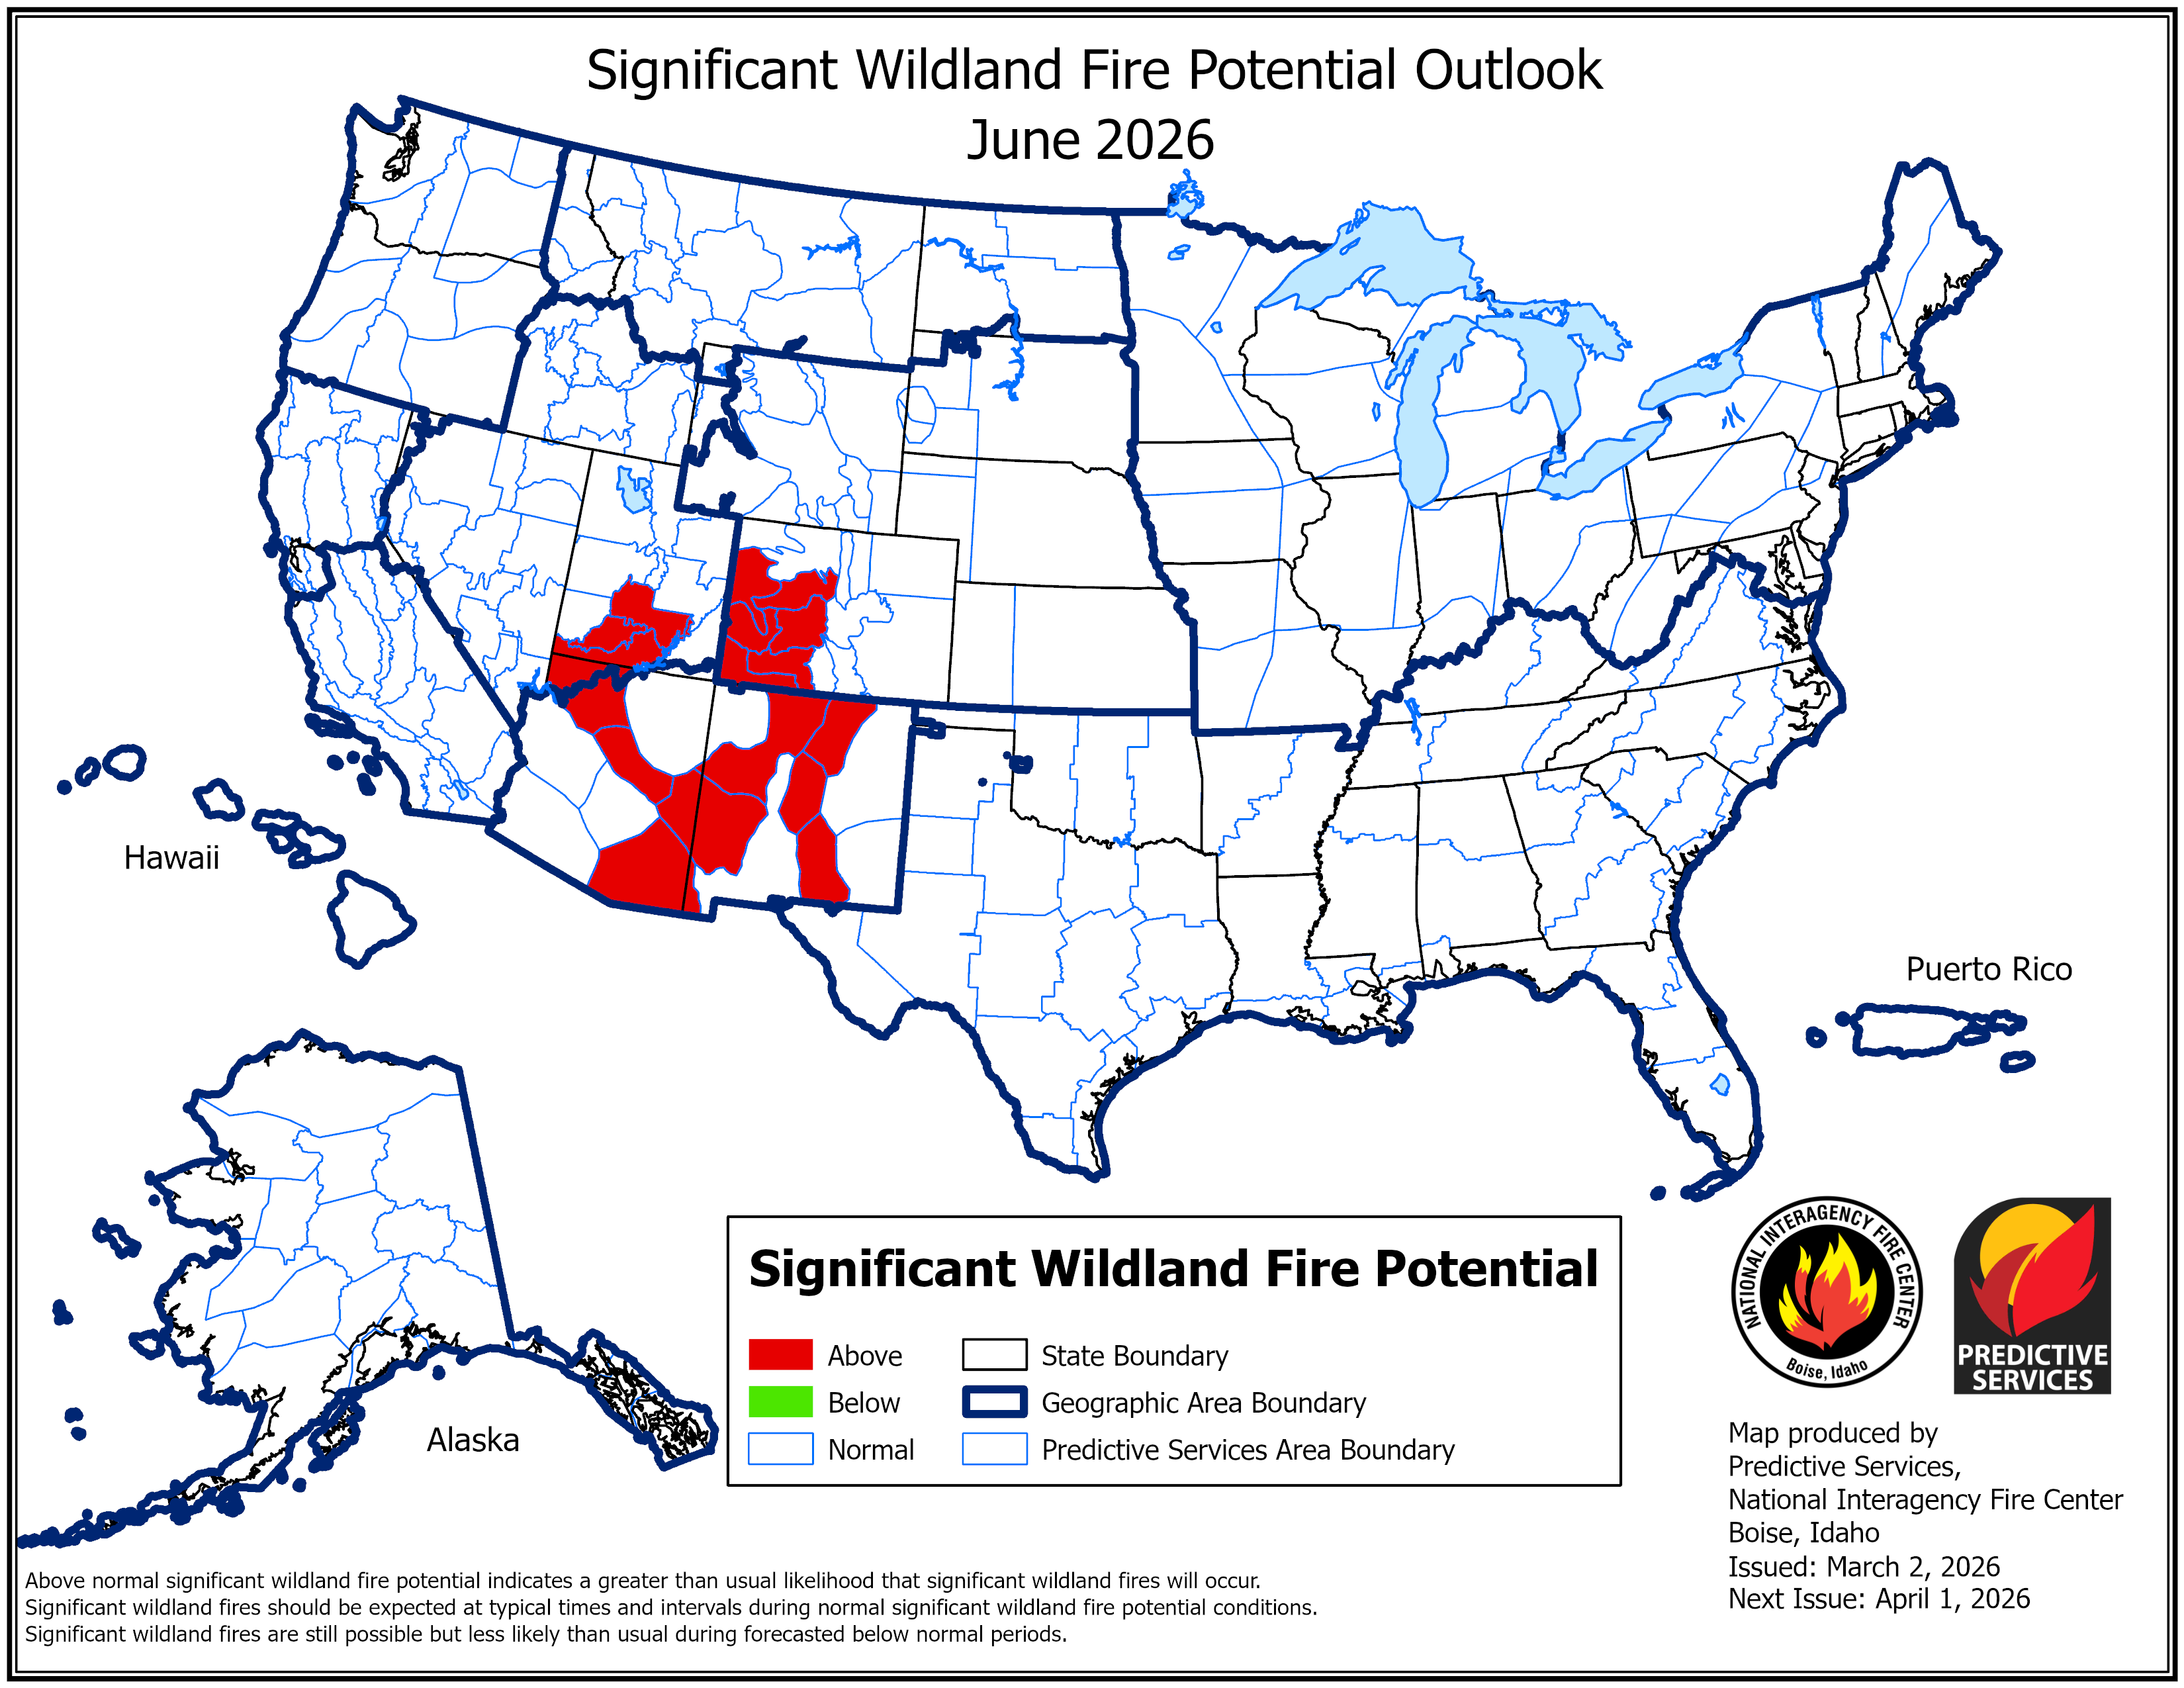 Significant Wildland Fire Potential Outlook
June 2026
Hawaii
Puerto Rico
Alaska
Significant Wildland Fire Potential
Above
State Boundary
Below
Geographic Area Boundary
Normal
Predictive Services Area Boundary
NATIONAL INTERAGENCY FIRE CENTER
Boise, Idaho
PREDICTIVE
SERVICES
Map produced by
Predictive Services,
National Interagency Fire Center
Boise, Idaho
Issued: March 2, 2026
Next Issue: April 1, 2026
Above normal significant wildland fire potential indicates a greater than usual likelihood that significant wildland fires will occur.
Significant wildland fires should be expected at typical times and intervals during normal significant wildland fire potential conditions.
Significant wildland fires are still possible but less likely than usual during forecasted below normal periods.